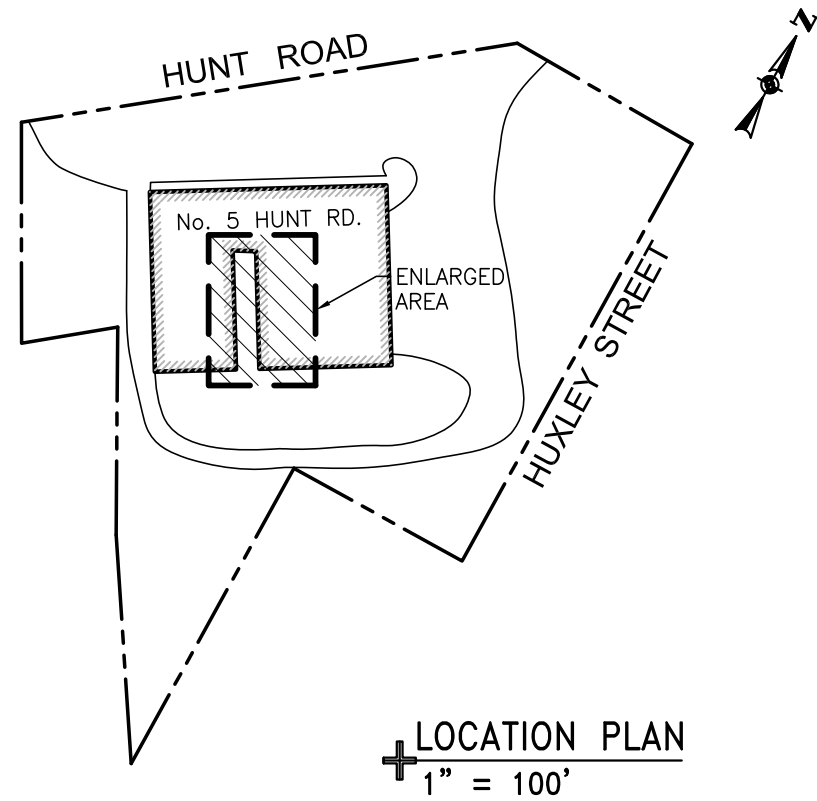 N
HUNT ROAD
No. 5 HUNT RD.
ENLARGED
AREA
HUXLEY STREET
LOCATION PLAN
1" = 100'